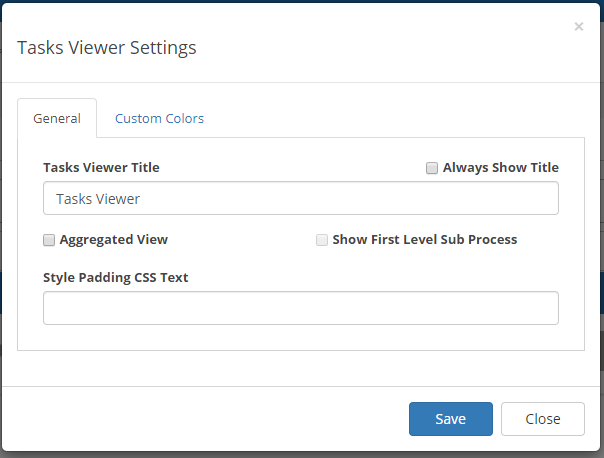 ×
Tasks Viewer Settings
General Custom Colors
Tasks Viewer Title Always Show Title
Tasks Viewer
Aggregated View Show First Level Sub Process
Style Padding CSS Text
Save Close